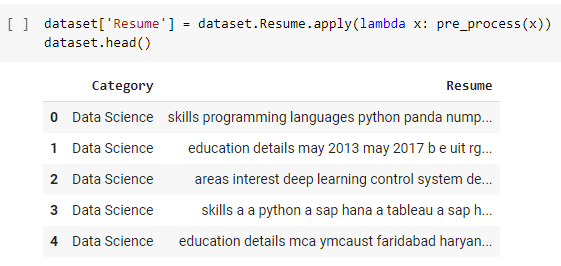 [ ] dataset['Resume'] = dataset.Resume.apply(lambda x: pre_process(x))
dataset.head()
Category Resume
0 Data Science skills programming languages python panda nump...
1 Data Science education details may 2013 may 2017 b e uit rg...
2 Data Science areas interest deep learning control system de...
3 Data Science skills a a python a sap hana a tableau a sap h...
4 Data Science education details mca ymcaust faridabad haryan...